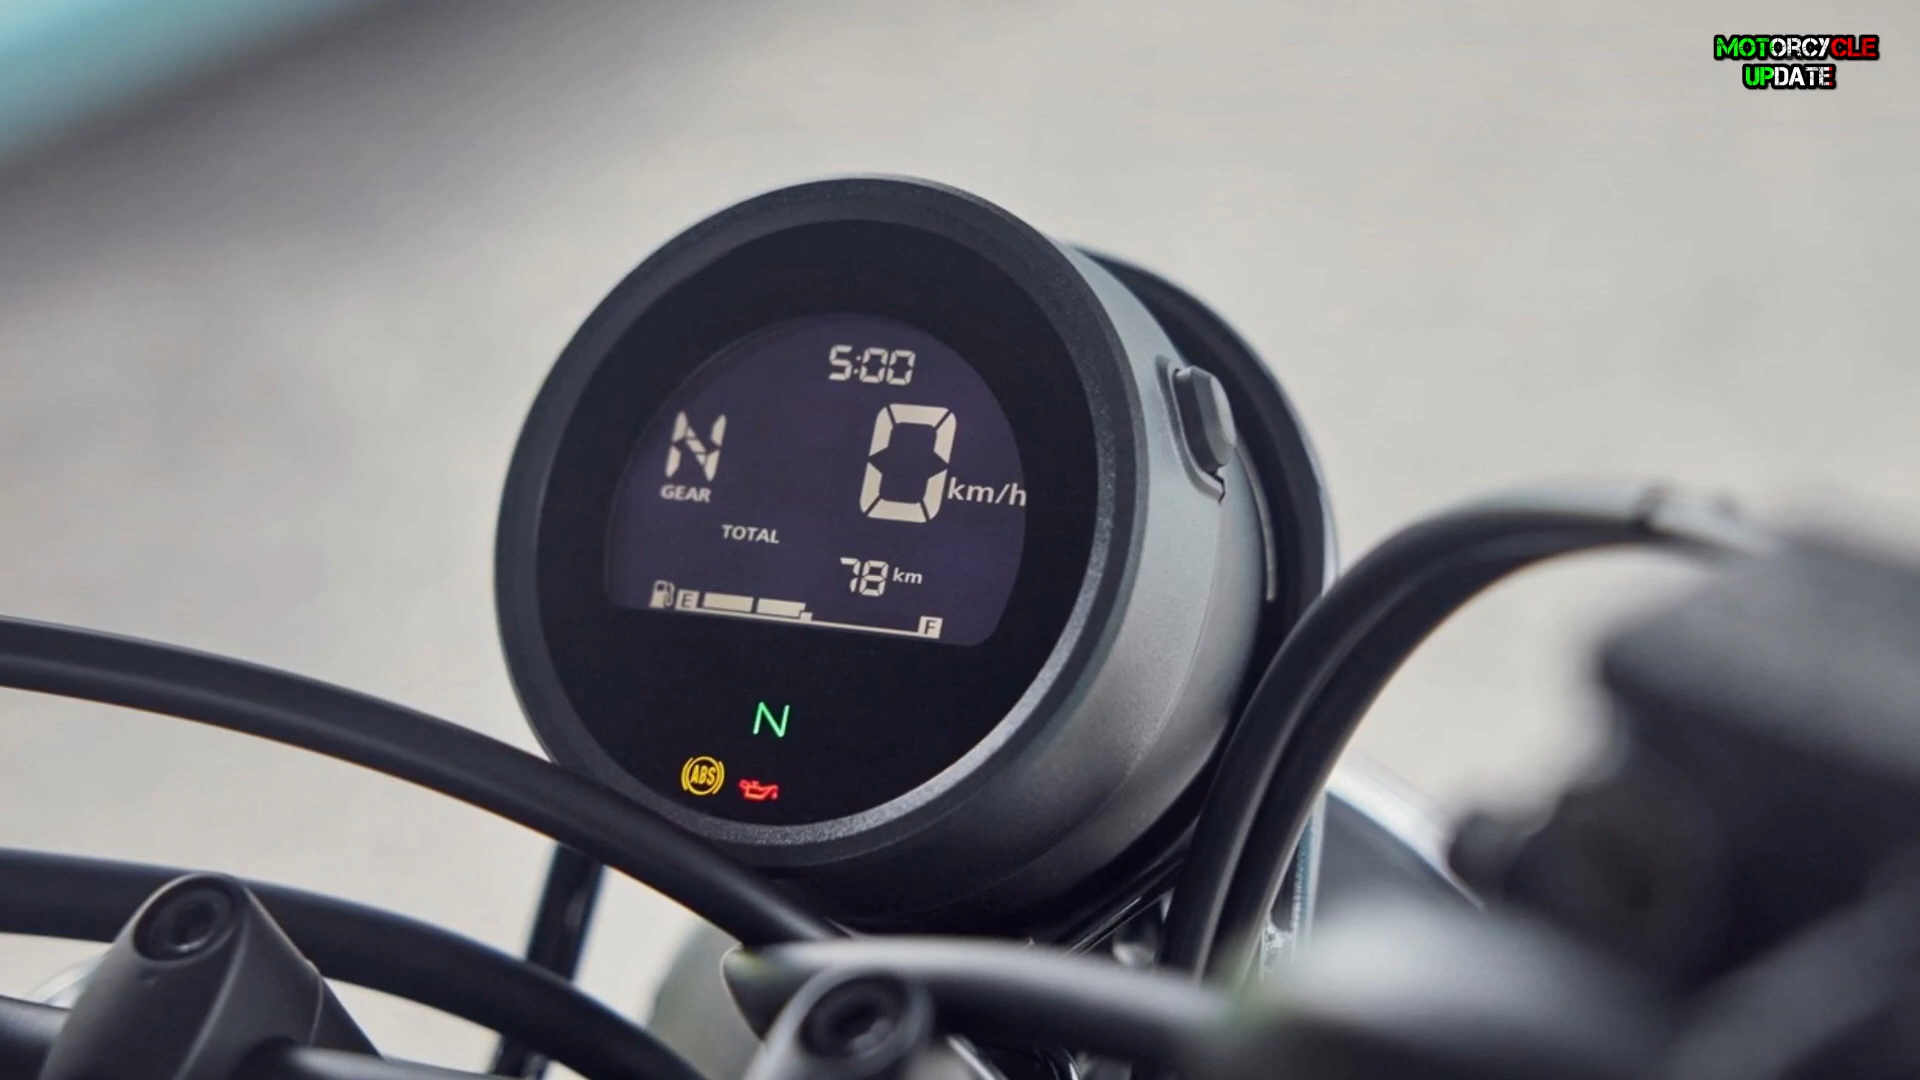 MOTORCYCLE
UPDATE
5:00
N
0 km/h
GEAR
TOTAL
78 km
E F
N
ABS